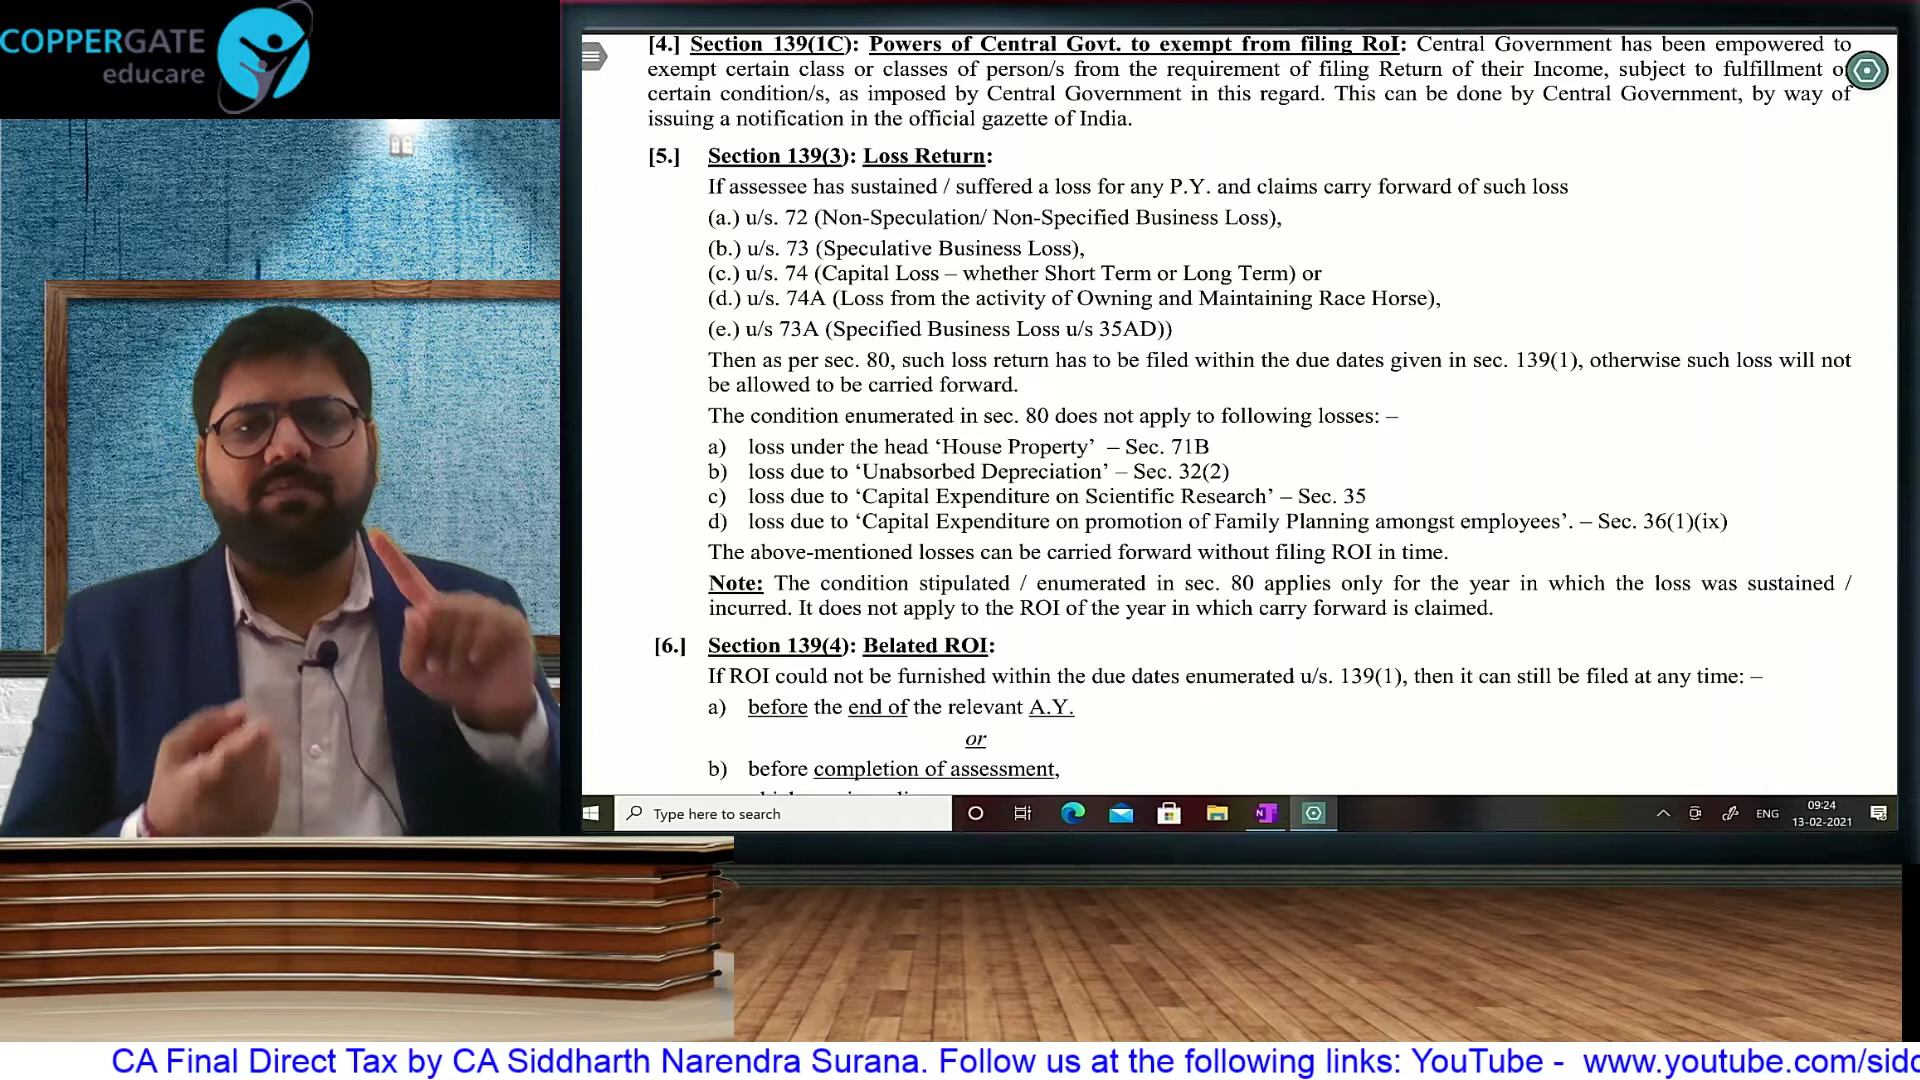 COPPERGATE
educare
[4.] Section 139(1C): Powers of Central Govt. to exempt from filing RoI: Central Government has been empowered to
exempt certain class or classes of person/s from the requirement of filing Return of their Income, subject to fulfillment
certain condition/s, as imposed by Central Government in this regard. This can be done by Central Government, by way of
issuing a notification in the official gazette of India.
[5.] Section 139(3): Loss Return:
If assessee has sustained / suffered a loss for any P.Y. and claims carry forward of such loss
(a.) u/s. 72 (Non-Speculation/ Non-Specified Business Loss),
(b.) u/s. 73 (Speculative Business Loss),
(c.) u/s. 74 (Capital Loss – whether Short Term or Long Term) or
(d.) u/s. 74A (Loss from the activity of Owning and Maintaining Race Horse),
(e.) u/s 73A (Specified Business Loss u/s 35AD))
Then as per sec. 80, such loss return has to be filed within the due dates given in sec. 139(1), otherwise such loss will not
be allowed to be carried forward.
The condition enumerated in sec. 80 does not apply to following losses: –
a) loss under the head ‘House Property’ – Sec. 71B
b) loss due to ‘Unabsorbed Depreciation’ – Sec. 32(2)
c) loss due to ‘Capital Expenditure on Scientific Research’ – Sec. 35
d) loss due to ‘Capital Expenditure on promotion of Family Planning amongst employees’. – Sec. 36(1)(ix)
The above-mentioned losses can be carried forward without filing ROI in time.
Note: The condition stipulated / enumerated in sec. 80 applies only for the year in which the loss was sustained /
incurred. It does not apply to the ROI of the year in which carry forward is claimed.
[6.] Section 139(4): Belated ROI:
If ROI could not be furnished within the due dates enumerated u/s. 139(1), then it can still be filed at any time: –
a) before the end of the relevant A.Y.
or
b) before completion of assessment,
Type here to search
ENG
09:24
13-02-2021
CA Final Direct Tax by CA Siddharth Narendra Surana. Follow us at the following links: YouTube - www.youtube.com/sidd